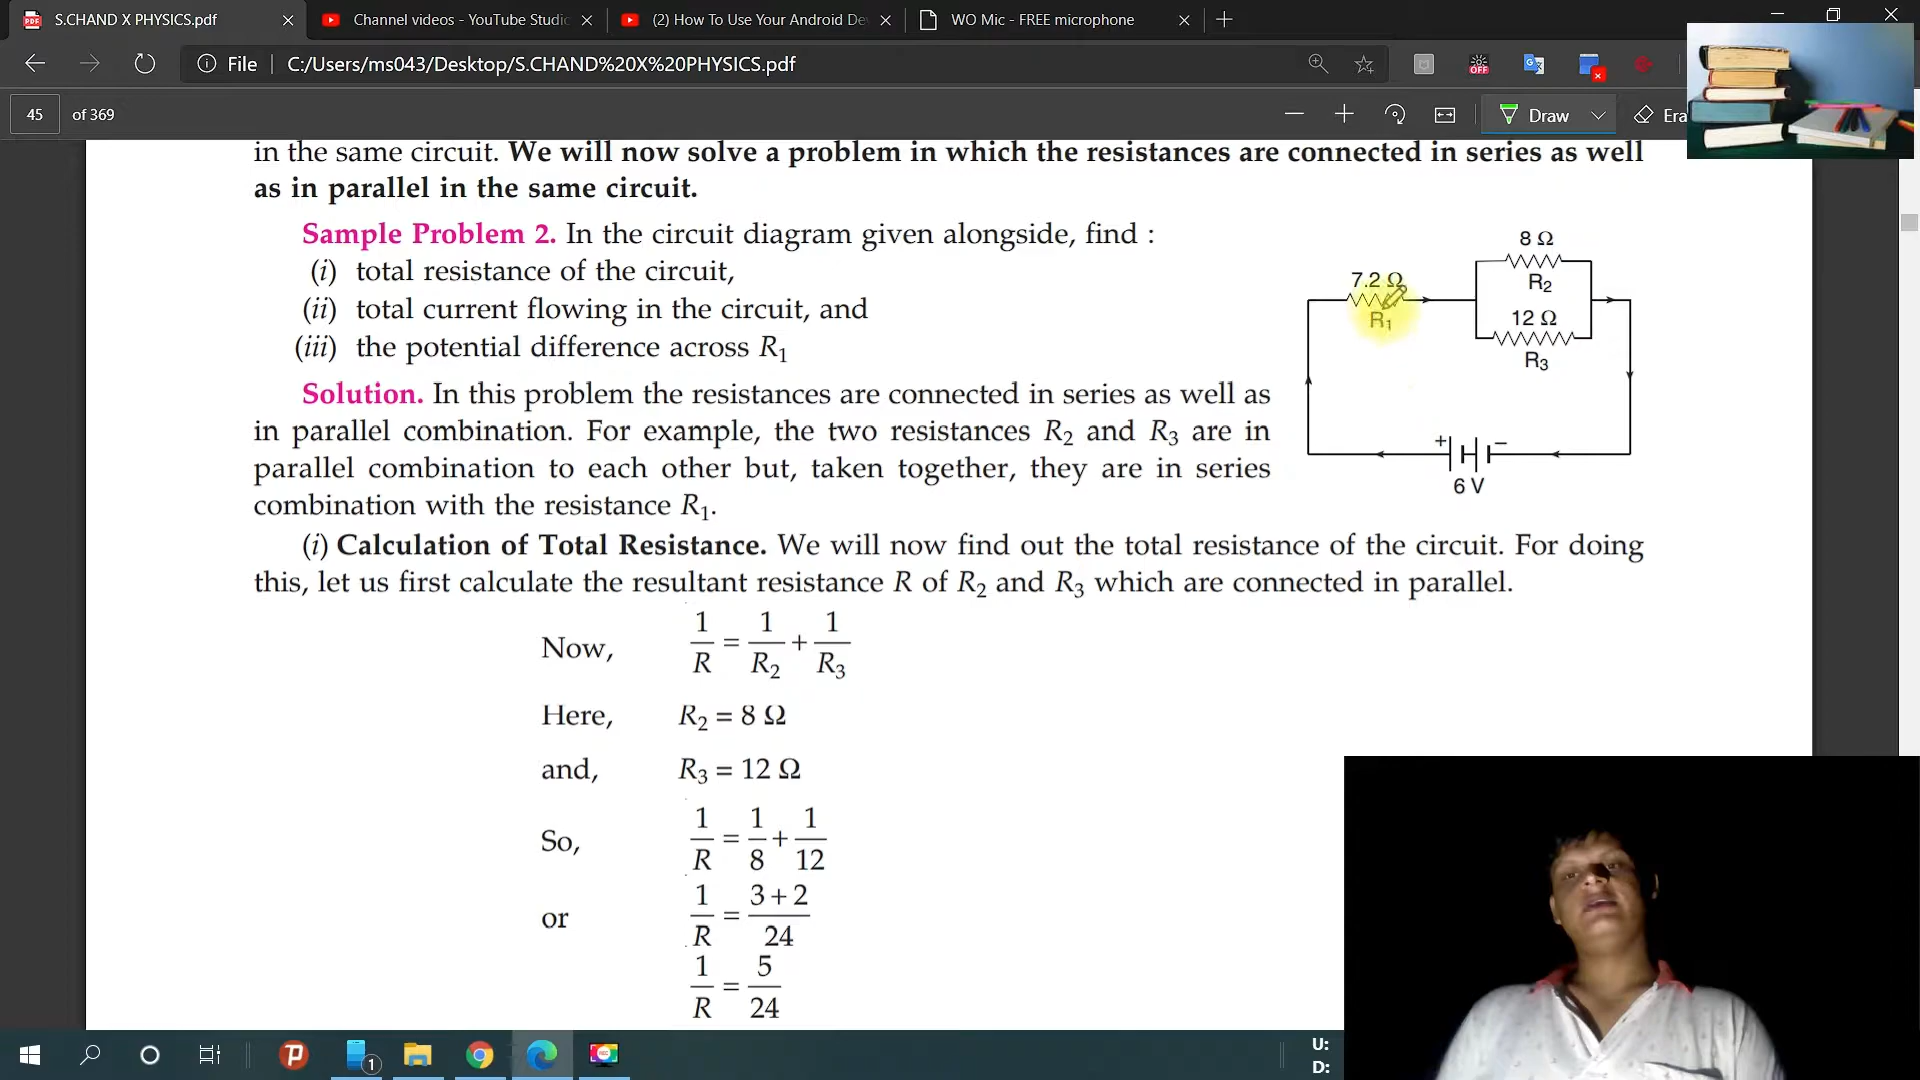 S.CHAND X PHYSICS.pdf
Channel videos - YouTube Studio
(2) How To Use Your Android De
WO Mic - FREE microphone
File
C:/Users/ms043/Desktop/S.CHAND%20X%20PHYSICS.pdf
OFF
45 of 369
Draw
Era
in the same circuit. We will now solve a problem in which the resistances are connected in series as well
as in parallel in the same circuit.
Sample Problem 2. In the circuit diagram given alongside, find :
(i) total resistance of the circuit,
(ii) total current flowing in the circuit, and
(iii) the potential difference across R₁
8 Ω
R₂
7.2 Ω
R₁
12 Ω
R₃
+ −
6 V
Solution. In this problem the resistances are connected in series as well as
in parallel combination. For example, the two resistances R₂ and R₃ are in
parallel combination to each other but, taken together, they are in series
combination with the resistance R₁.
(i) Calculation of Total Resistance. We will now find out the total resistance of the circuit. For doing
this, let us first calculate the resultant resistance R of R₂ and R₃ which are connected in parallel.
Now, 1/R = 1/R₂ + 1/R₃
Here, R₂ = 8 Ω
and, R₃ = 12 Ω
So, 1/R = 1/8 + 1/12
or 1/R = 3 + 2/24
1/R = 5/24
1
U:
D: